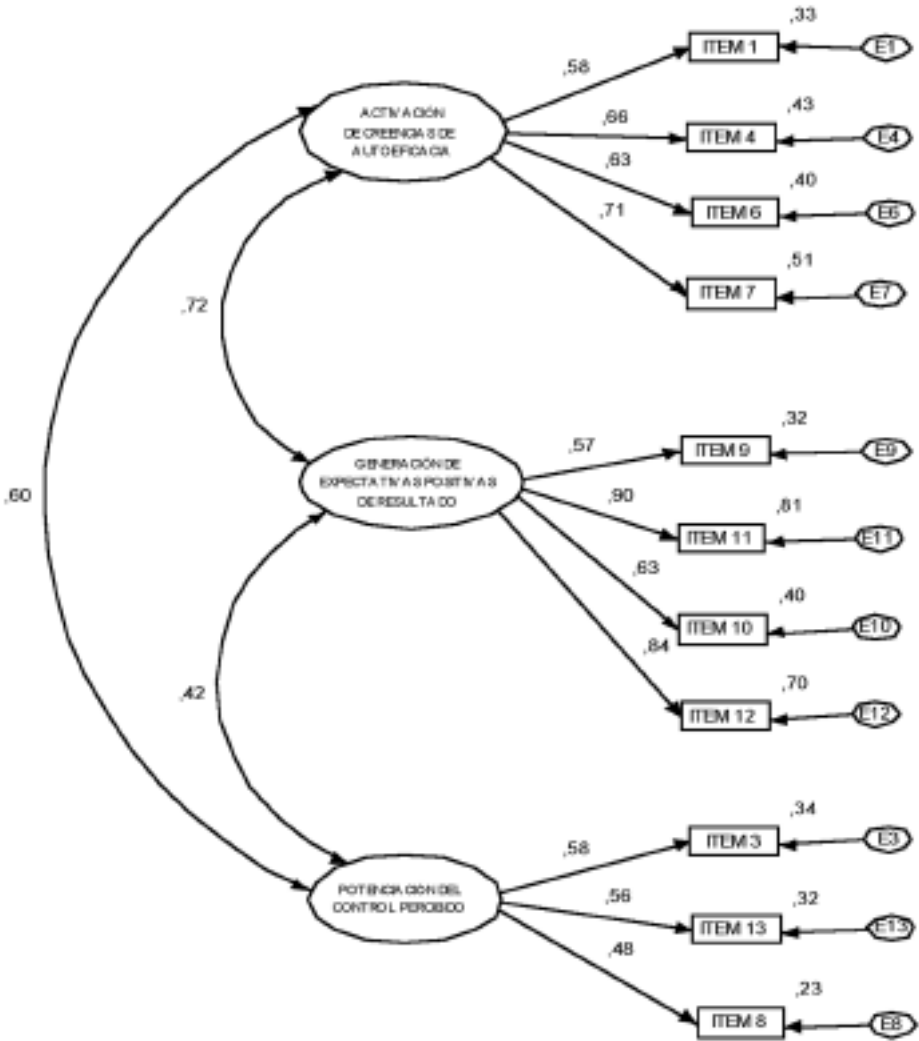 ,33
ITEM 1
E1
,58
ACTIVACIÓN
DE CREENCIAS DE
AUTOEFICACIA
,66
,43
ITEM 4
E4
,63
,40
ITEM 6
E6
,71
,51
ITEM 7
E7
,72
,32
ITEM 9
E9
,57
GENERACIÓN DE
EXPECTATIVAS POSITIVAS
DE RESULTADO
,60
,90
,81
ITEM 11
E11
,63
,40
ITEM 10
E10
,84
,70
ITEM 12
E12
,42
,34
ITEM 3
E3
,58
POTENCIACIÓN DEL
CONTROL PERCIBIDO
,56
,32
ITEM 13
E13
,48
,23
ITEM 8
E8